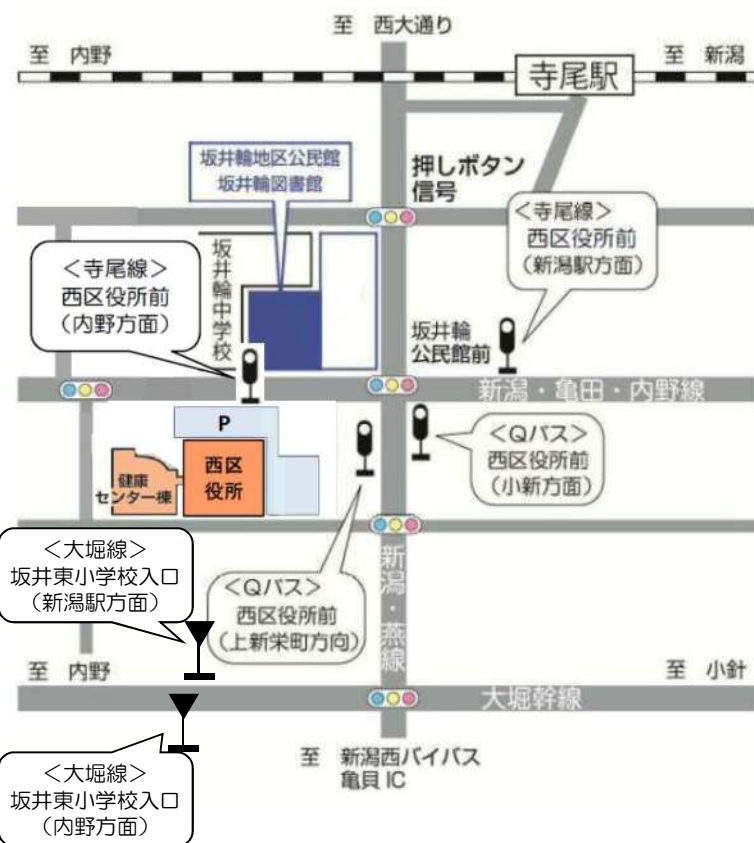 至 西大通り
至 内野
寺尾駅
至 新潟
坂井輪地区公民館
坂井輪図書館
押しボタン
信号
＜寺尾線＞
西区役所前
（新潟駅方面）
＜寺尾線＞
西区役所前
（内野方面）
坂井輪中学校
坂井輪
公民館前
新潟・亀田・内野線
P
西区
役所
健康
センター棟
＜Qバス＞
西区役所前
（小新方面）
＜大堀線＞
坂井東小学校入口
（新潟駅方面）
＜Qバス＞
西区役所前
（上新栄町方向）
新潟・燕線
至 内野
至 小針
大堀幹線
至 新潟西バイパス
亀貝 IC
＜大堀線＞
坂井東小学校入口
（内野方面）